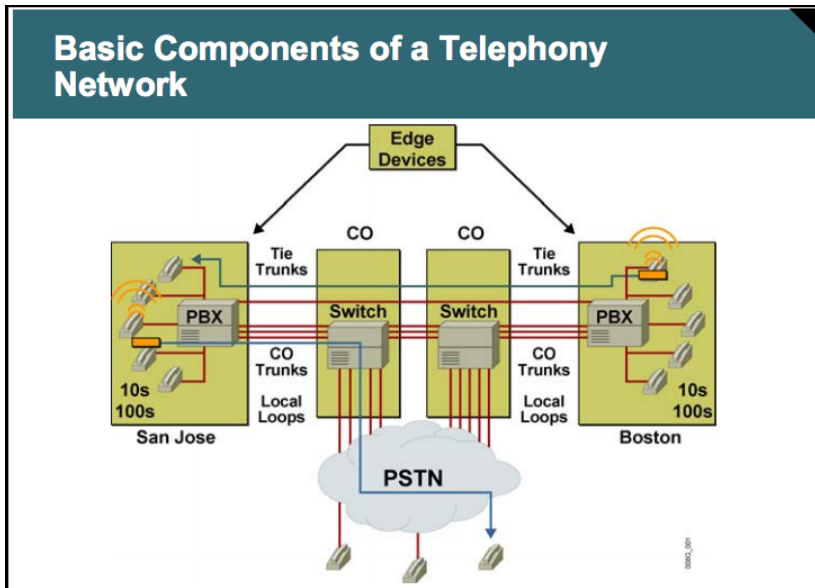 Basic Components of a Telephony
Network
Edge
Devices
CO
CO
Tie
Trunks
Tie
Trunks
PBX
Switch
Switch
PBX
CO
Trunks
CO
Trunks
10s
100s
Local
Loops
Local
Loops
10s
100s
San Jose
Boston
PSTN
008G_001